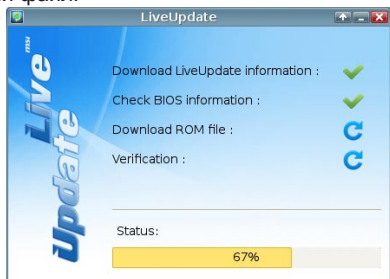 LiveUpdate
msi
Live
Update
Download LiveUpdate information :
Check BIOS information :
Download ROM file :
Verification :
Status:
67%